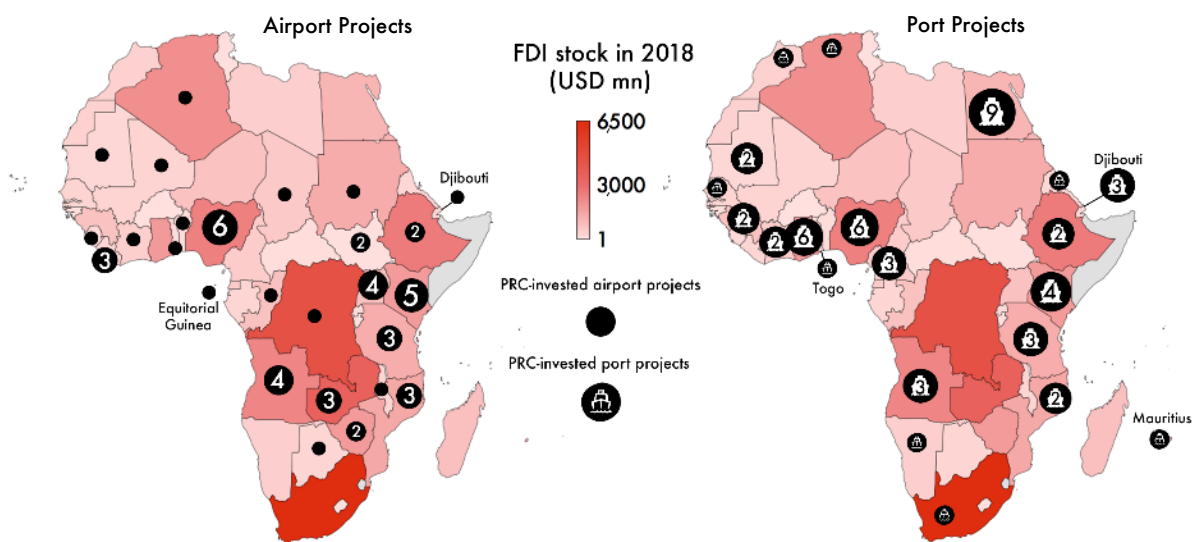 Airport Projects
6
Djibouti
2
2
3
4
5
Equitorial
Guinea
3
4
3
3
2
FDI stock in 2018
(USD mn)
6,500
3000
1
PRC-invested airport projects
PRC-invested port projects
Port Projects
9
2
Djibouti
3
2
2
6
6
2
3
Togo
4
3
3
2
Mauritius